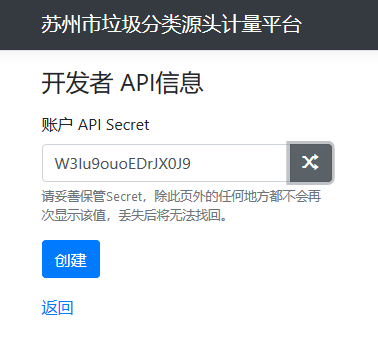 苏州市垃圾分类源头计量平台
开发者 API信息
账户 API Secret
W3Iu9ouoEDrJX0J9
请妥善保管Secret，除此页外的任何地方都不会再
次显示该值，丢失后将无法找回。
创建
返回